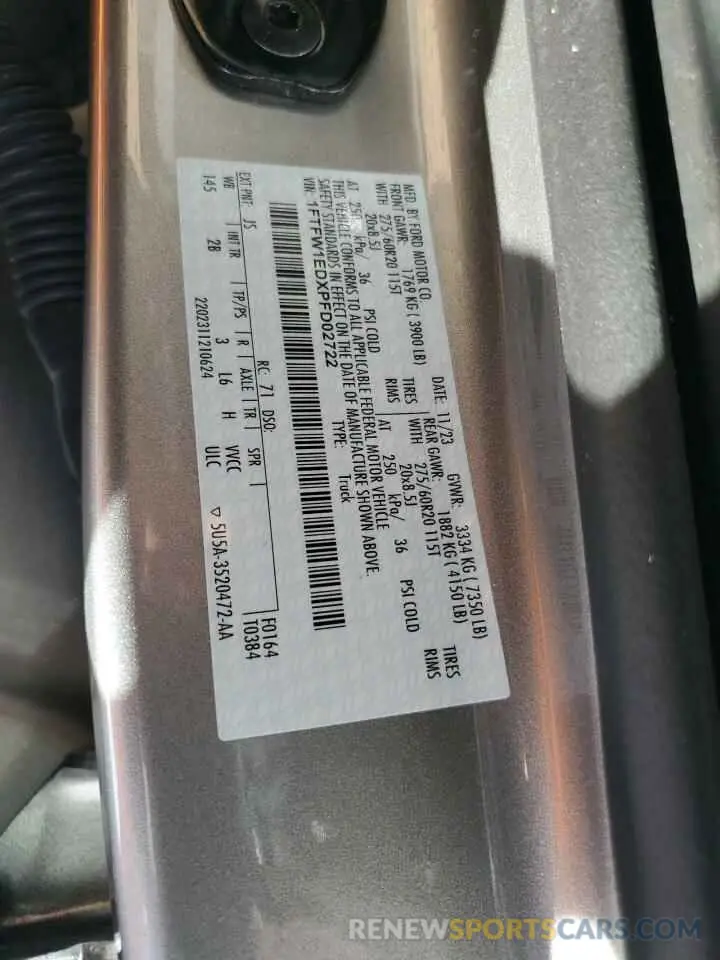 MFD. BY FORD MOTOR CO.
DATE: 11/23 GVWR: 3334 KG ( 7350 LB)
FRONT GAWR: 1769 KG ( 3900 LB) REAR GAWR: 1882 KG ( 4150 LB)
WITH 275/60R20 115T TIRES WITH 275/60R20 115T TIRES
20x8.5J RIMS 20x8.5J RIMS
AT 250 kPa/ 36 PSI COLD AT 250 kPa/ 36 PSI COLD
THIS VEHICLE CONFORMS TO ALL APPLICABLE FEDERAL MOTOR VEHICLE
SAFETY STANDARDS IN EFFECT ON THE DATE OF MANUFACTURE SHOWN ABOVE.
VIN: 1FTFW1EDXPFD02722 TYPE: Truck
F0164
T0384
EXT PNT: JS RC: 71 DSO:
WB INT TR TP/PS R AXLE TR SPR
145 2B 3 L6 H VVCC
2202311210624 ULC ▽ 5U5A-3520472-AA
RENEWSPORTSCARS.COM